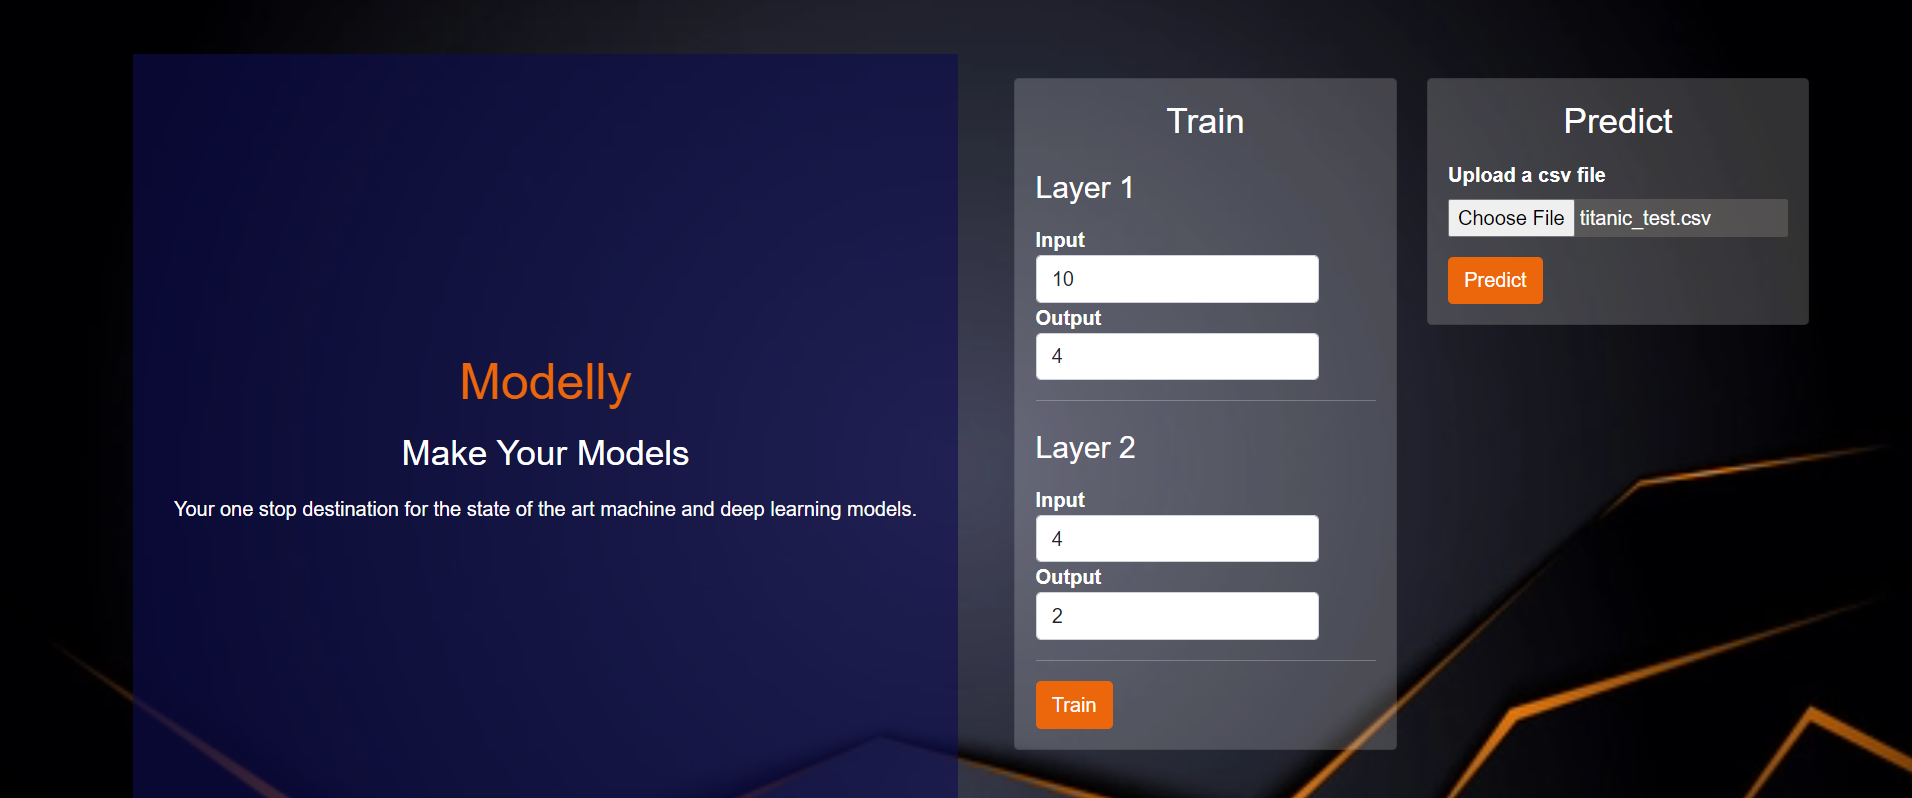 Modelly
Make Your Models
Your one stop destination for the state of the art machine and deep learning models.
Train
Layer 1
Input
10
Output
4
Layer 2
Input
4
Output
2
Train
Predict
Upload a csv file
Choose File titanic_test.csv
Predict